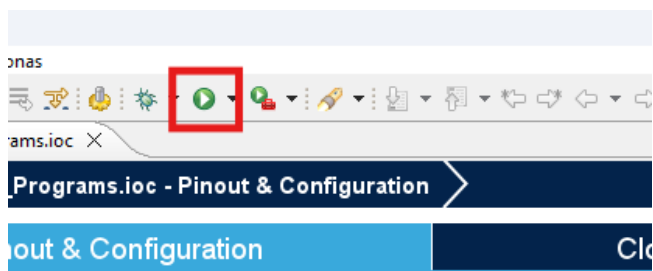 onas
rams.ioc
_Programs.ioc - Pinout & Configuration
nout & Configuration
Clo